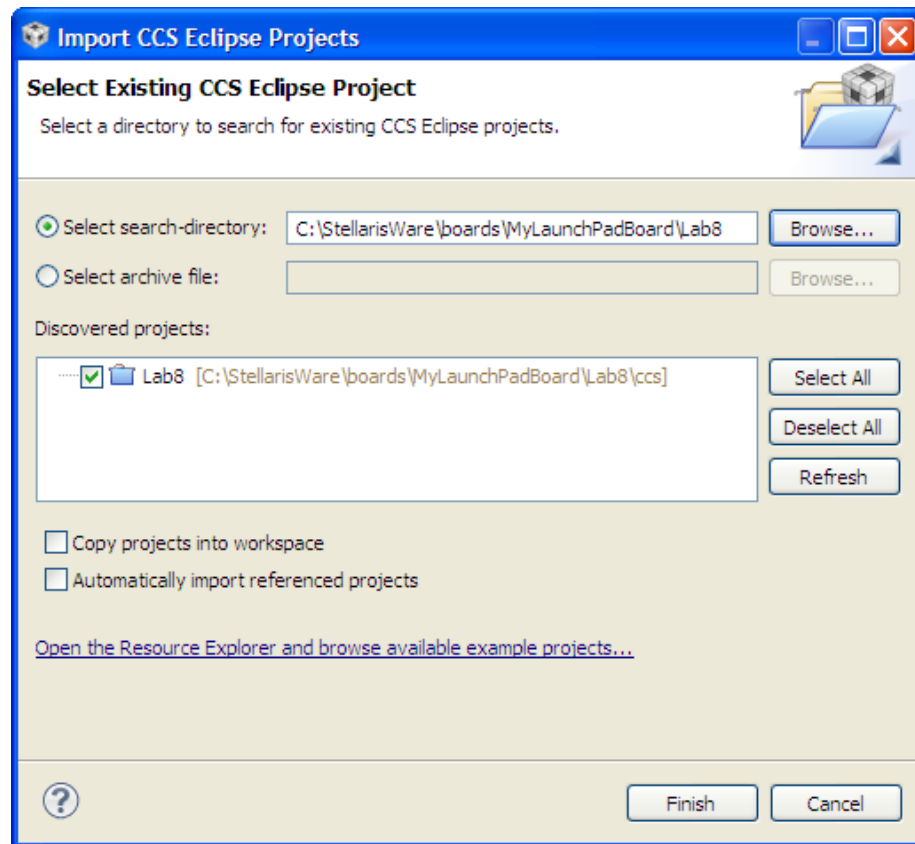 Import CCS Eclipse Projects
Select Existing CCS Eclipse Project
Select a directory to search for existing CCS Eclipse projects.
Select search-directory: C:\StellarisWare\boards\MyLaunchPadBoard\Lab8 Browse...
Select archive file: Browse...
Discovered projects:
Lab8 [C:\StellarisWare\boards\MyLaunchPadBoard\Lab8\ccs] Select All
Deselect All
Refresh
Copy projects into workspace
Automatically import referenced projects
Open the Resource Explorer and browse available example projects...
? Finish Cancel